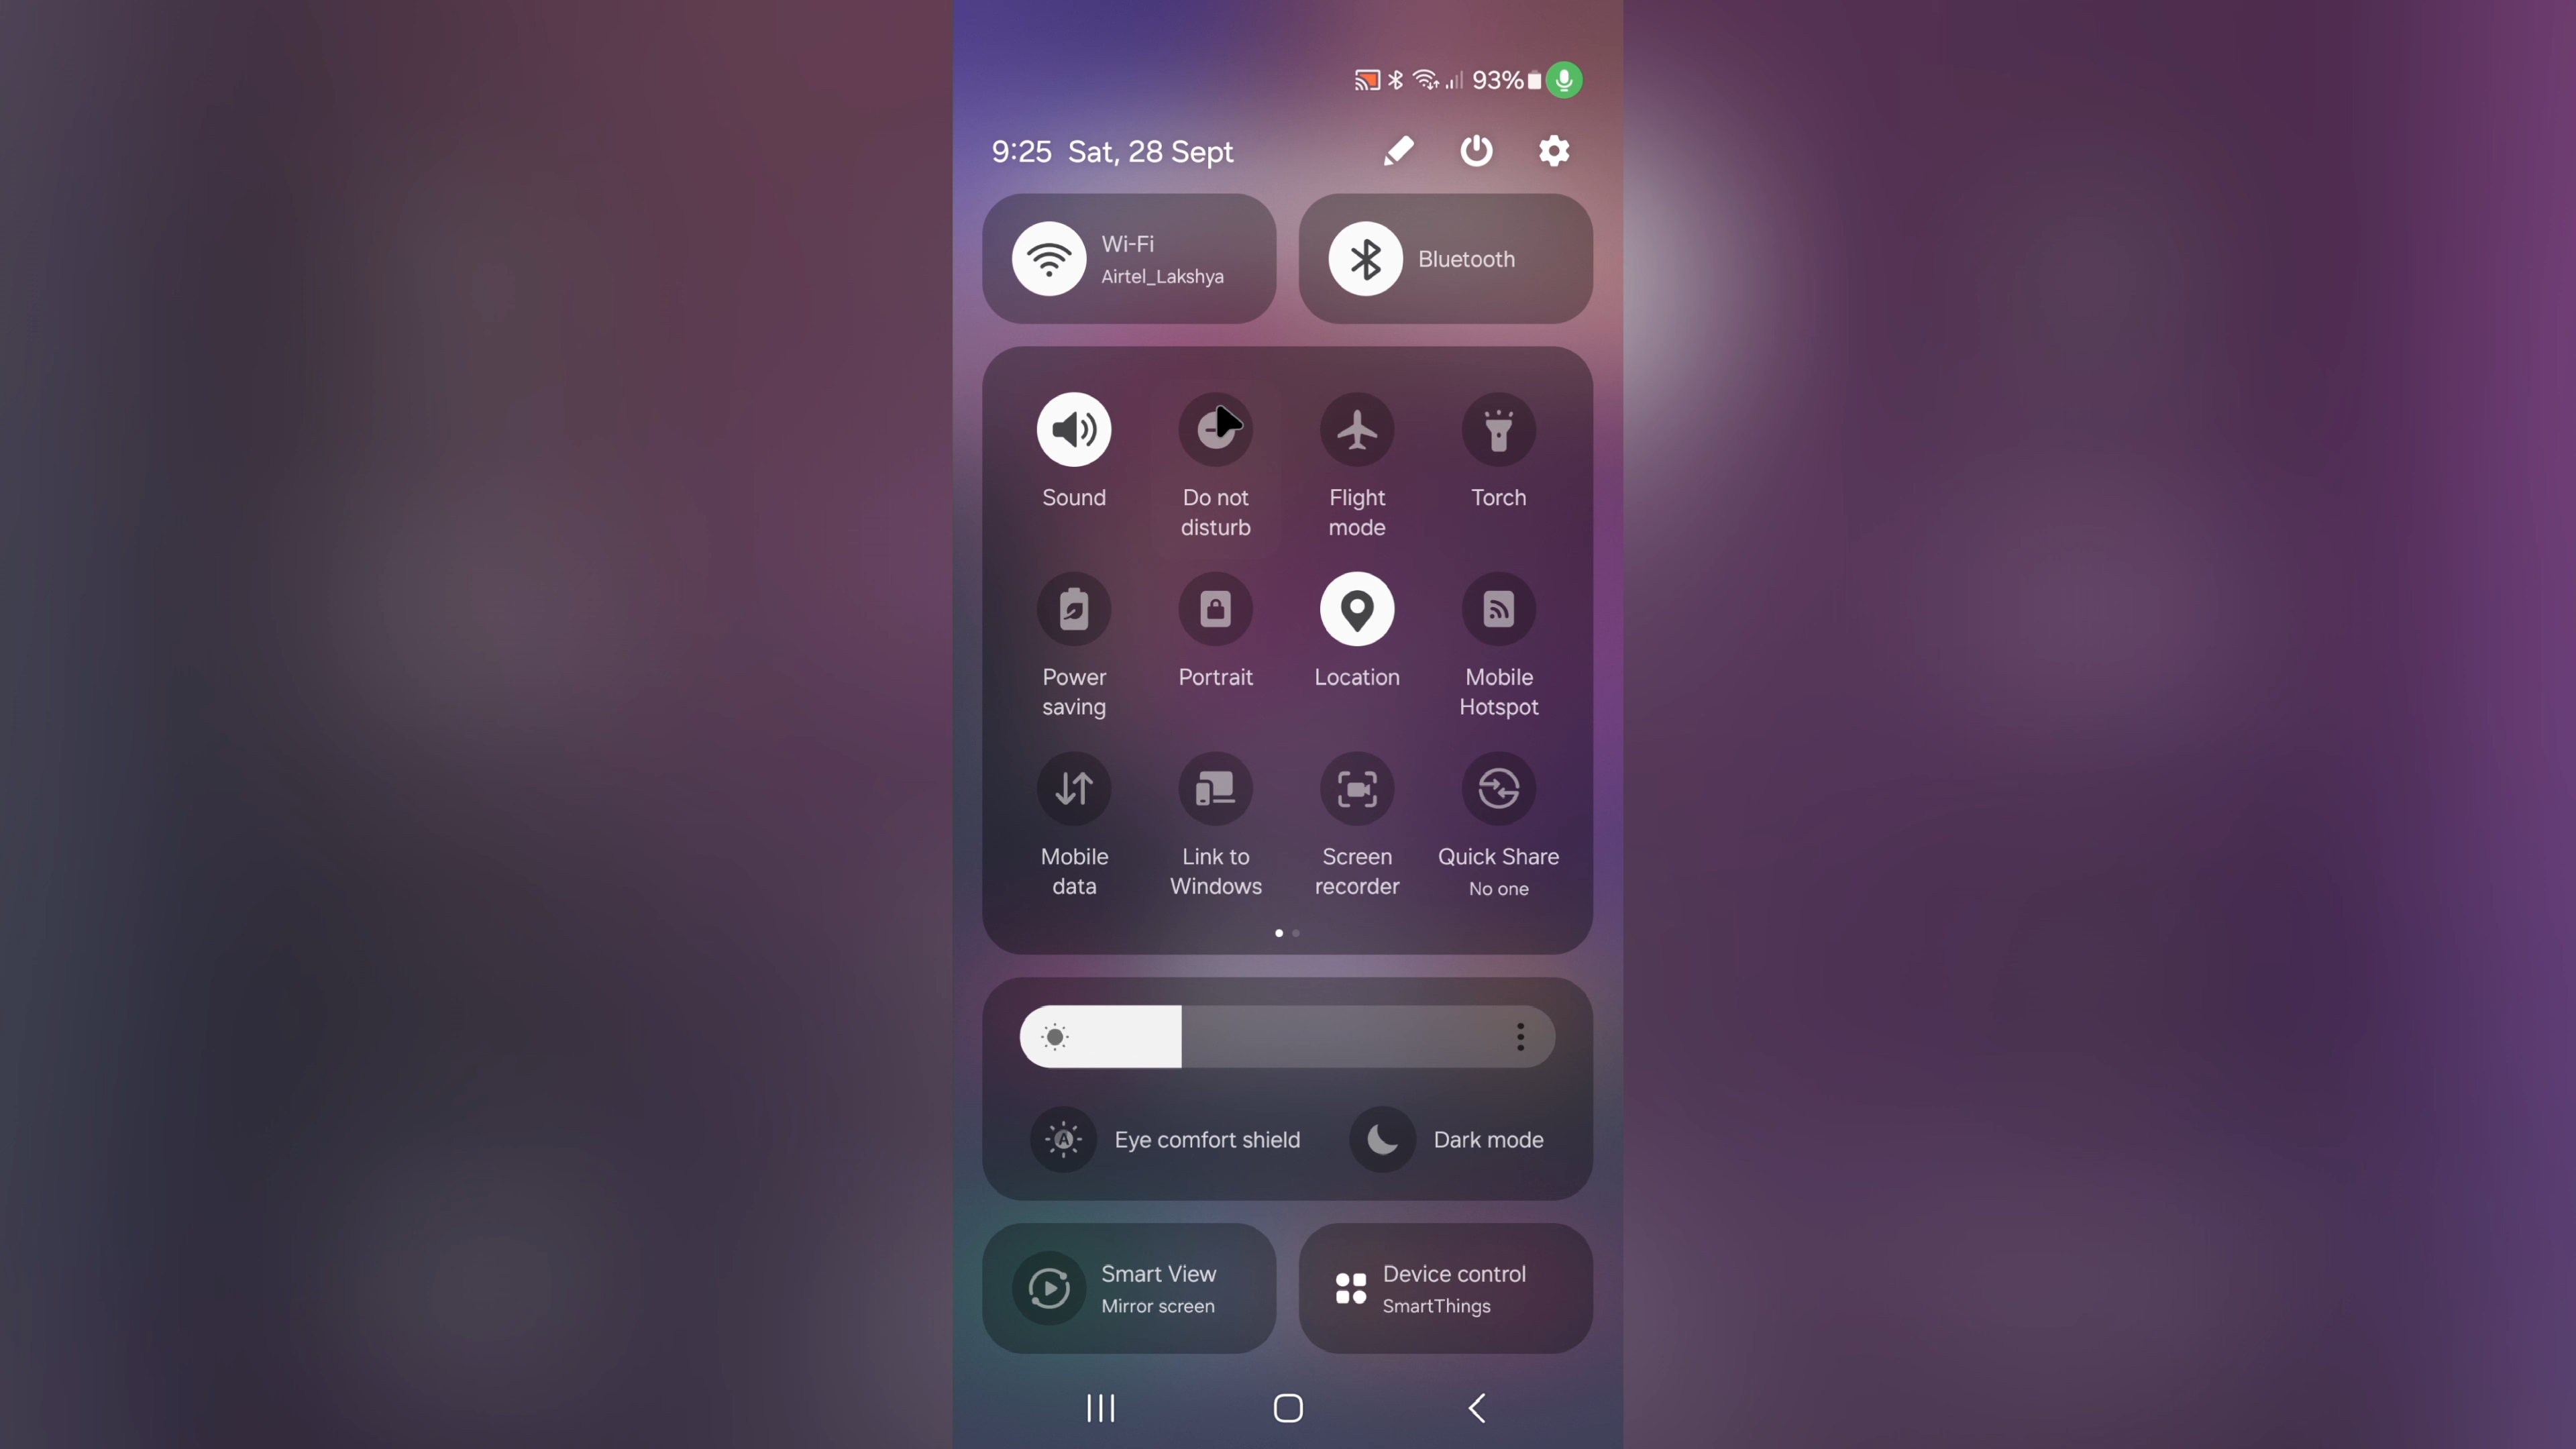 93%
9:25 Sat, 28 Sept
Wi-Fi
Airtel_Lakshya
Bluetooth
Sound
Do not
disturb
Flight
mode
Torch
Power
saving
Portrait
Location
Mobile
Hotspot
Mobile
data
Link to
Windows
Screen
recorder
Quick Share
No one
Eye comfort shield
Dark mode
Smart View
Mirror screen
Device control
SmartThings